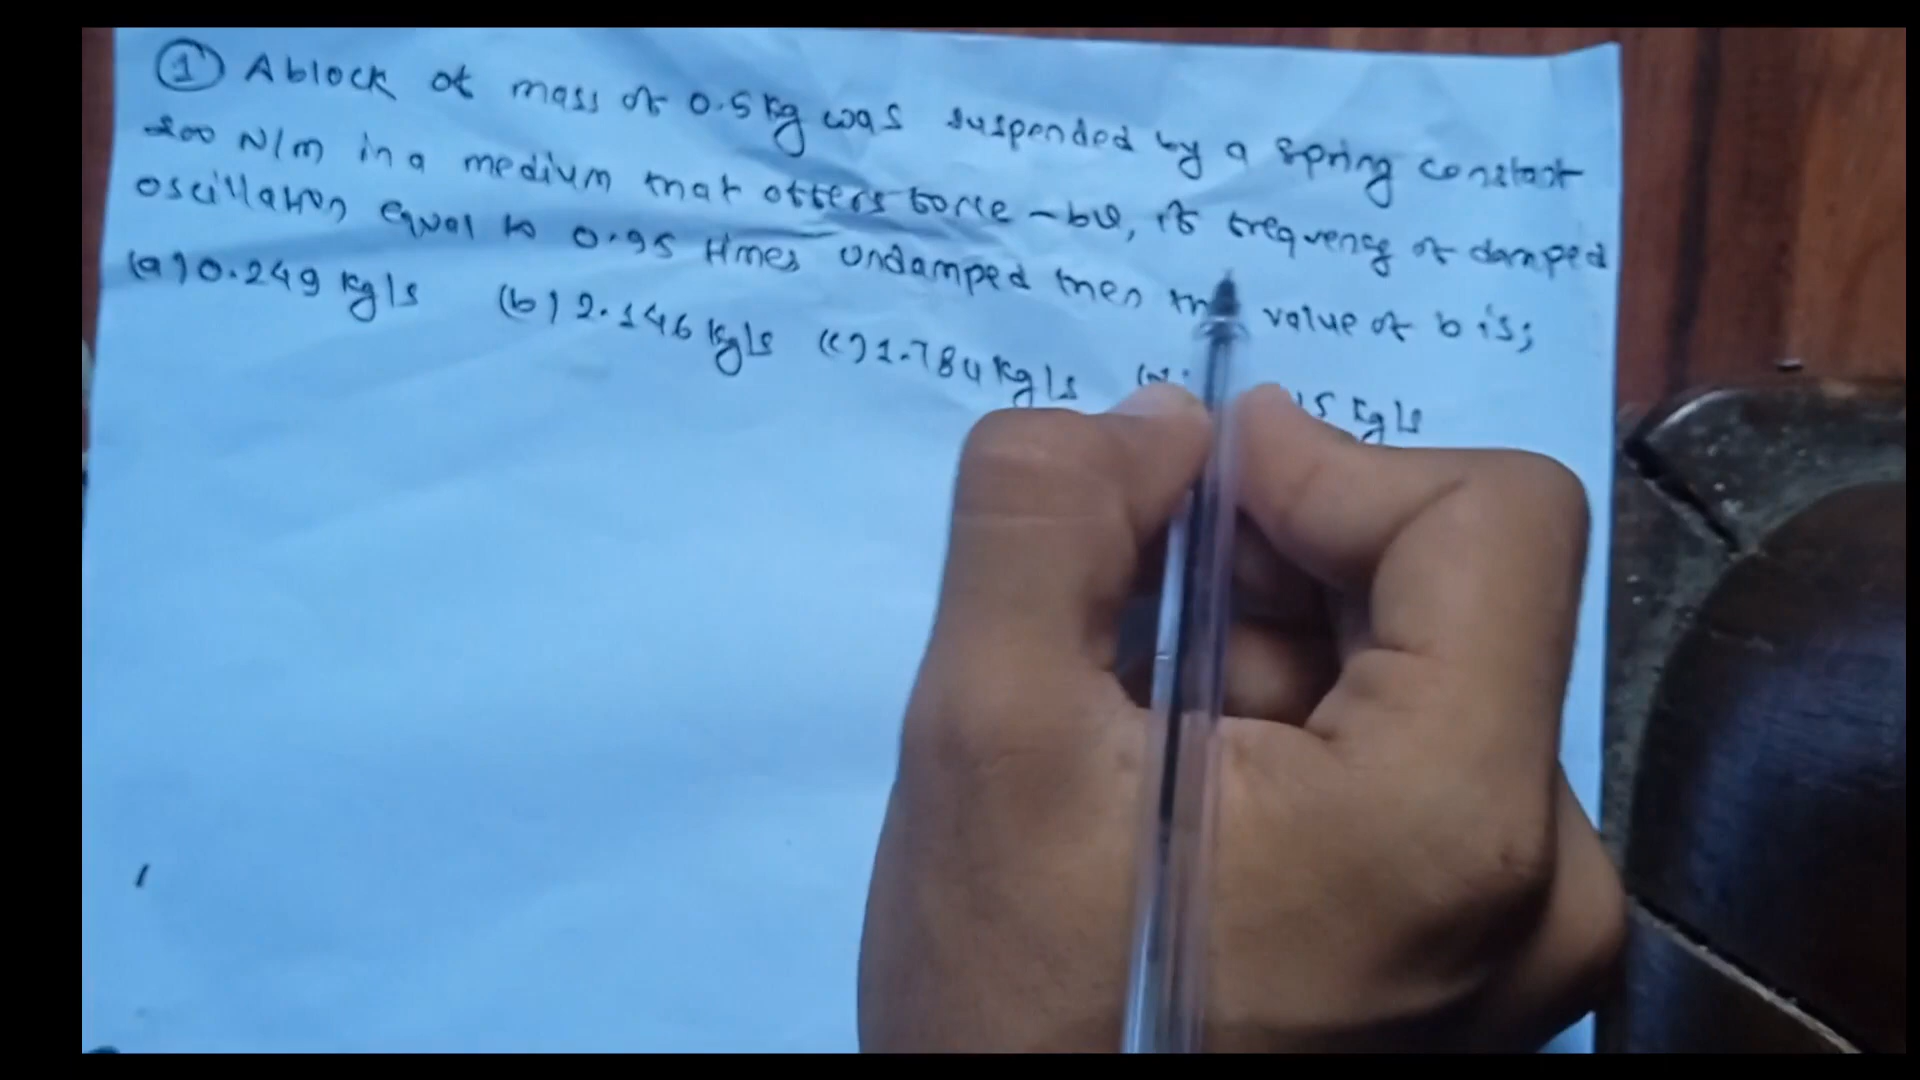 ① A block of mass of 0.5 kg was suspended by a spring constant
200 N/m in a medium that offers force -bv, if frequency of damped
oscillation equal to 0.95 times undamped then the value of b is;
(a) 0.249 kg/s (b) 2.146 kg/s (c) 1.784 kg/s 15 kg/s